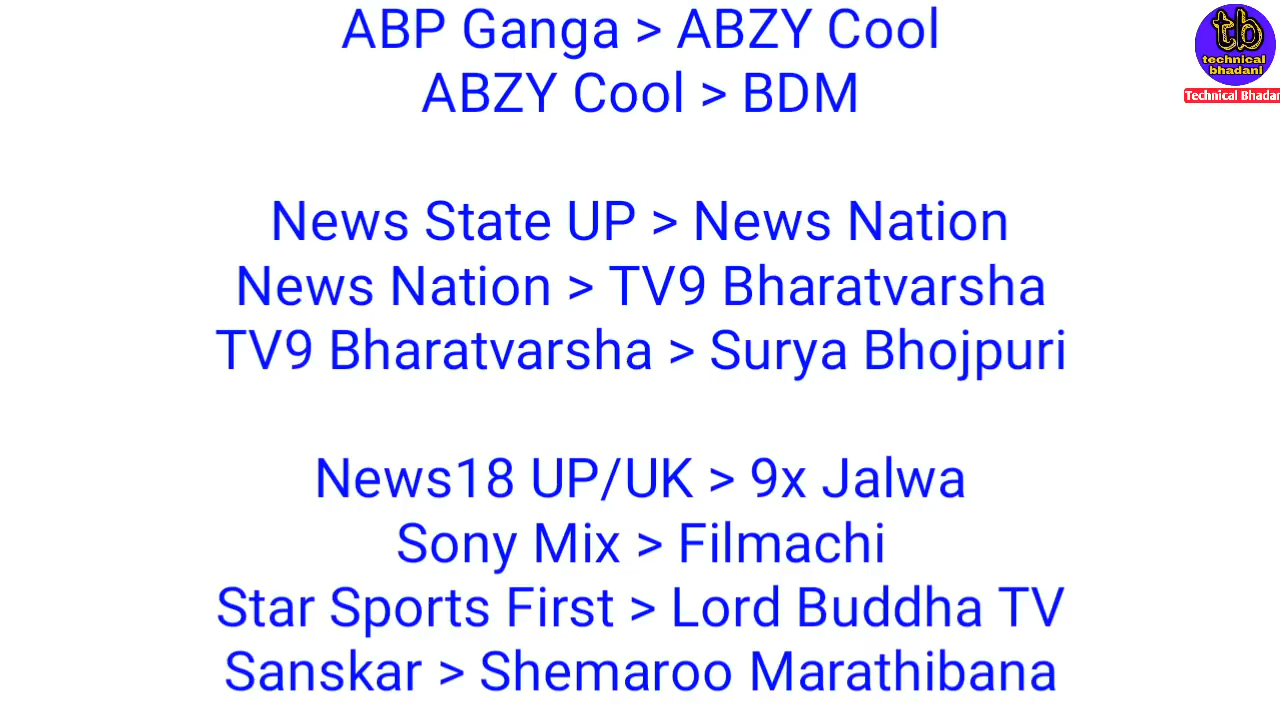 ABP Ganga > ABZY Cool
ABZY Cool > BDM
News State UP > News Nation
News Nation > TV9 Bharatvarsha
TV9 Bharatvarsha > Surya Bhojpuri
News18 UP/UK > 9x Jalwa
Sony Mix > Filmachi
Star Sports First > Lord Buddha TV
Sanskar > Shemaroo Marathibana
tb
technical
bhadani
Technical Bhadan